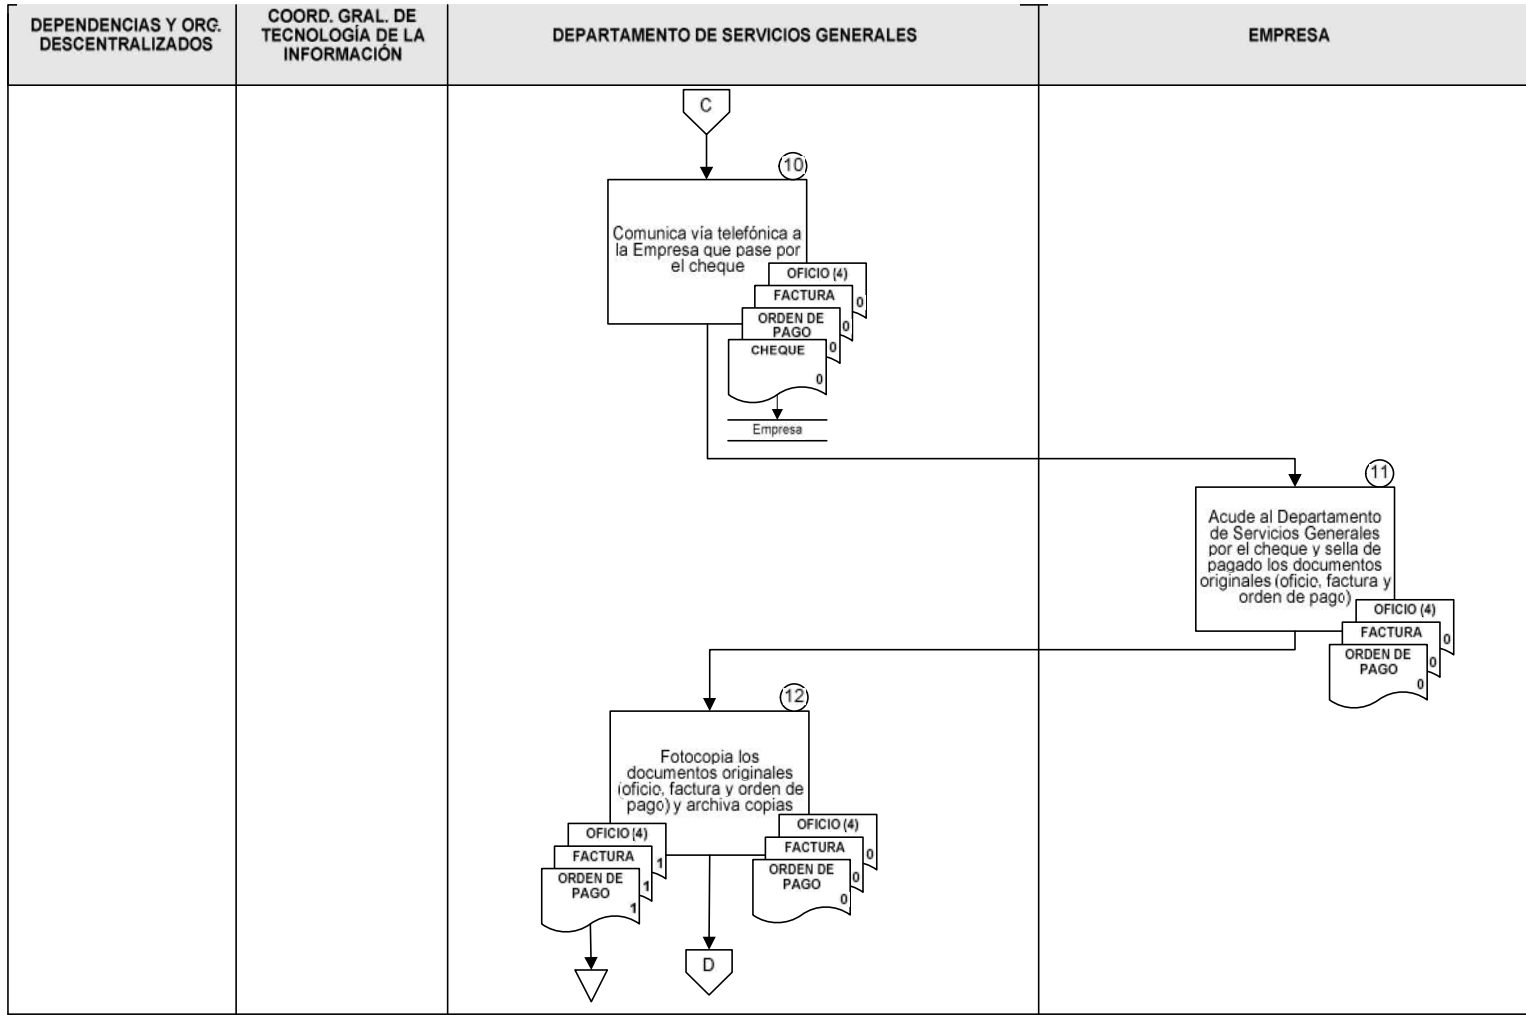 DEPENDENCIAS Y ORG.
DESCENTRALIZADOS
COORD. GRAL. DE
TECNOLOGÍA DE LA
INFORMACIÓN
DEPARTAMENTO DE SERVICIOS GENERALES
EMPRESA
C
10
Comunica vía telefónica a
la Empresa que pase por
el cheque
OFICIO (4)
0
FACTURA
0
ORDEN DE
PAGO
0
CHEQUE
0
Empresa
11
Acude al Departamento
de Servicios Generales
por el cheque y sella de
pagado los documentos
originales (oficio, factura y
orden de pago)
OFICIO (4)
0
FACTURA
0
ORDEN DE
PAGO
0
12
Fotocopia los
documentos originales
(oficio, factura y orden de
pago) y archiva copias
OFICIO (4)
1
FACTURA
1
ORDEN DE
PAGO
1
OFICIO (4)
0
FACTURA
0
ORDEN DE
PAGO
0
D